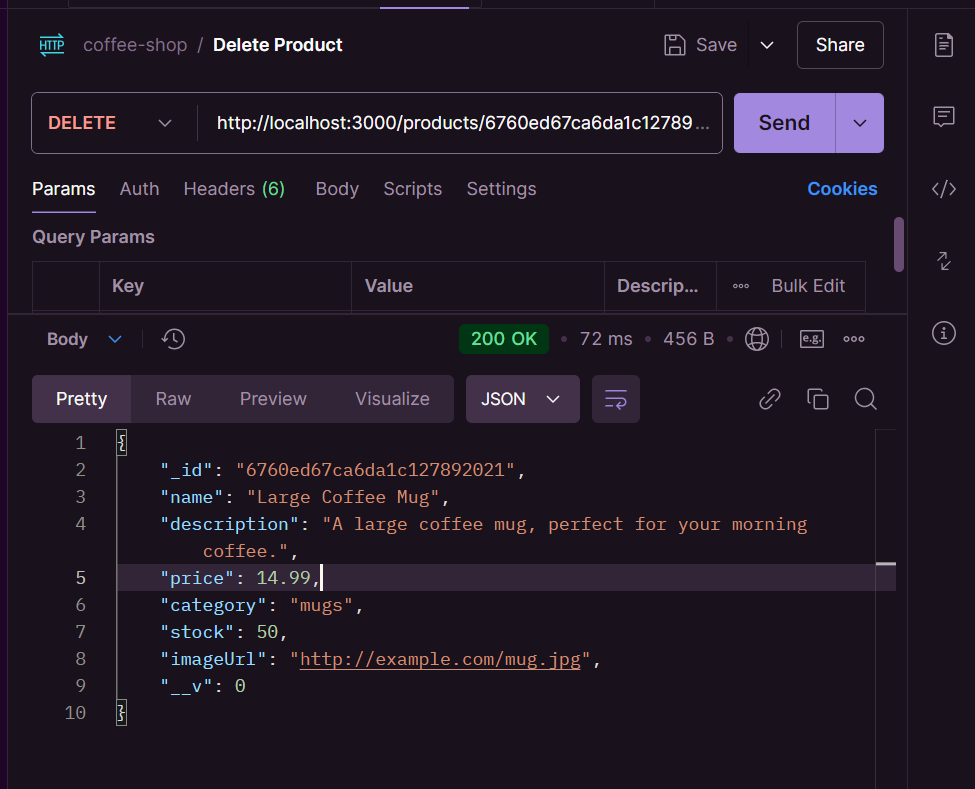 HTTP coffee-shop / Delete Product Save Share
DELETE http://localhost:3000/products/6760ed67ca6da1c12789 ... Send
Params Auth Headers (6) Body Scripts Settings Cookies
Query Params
Key Value Descrip... Bulk Edit
Body 200 OK • 72 ms • 456 B • e.g.
Pretty Raw Preview Visualize JSON
1 {
2 "_id": "6760ed67ca6da1c127892021",
3 "name": "Large Coffee Mug",
4 "description": "A large coffee mug, perfect for your morning
coffee.",
5 "price": 14.99,
6 "category": "mugs",
7 "stock": 50,
8 "imageUrl": "http://example.com/mug.jpg",
9 "__v": 0
10 }